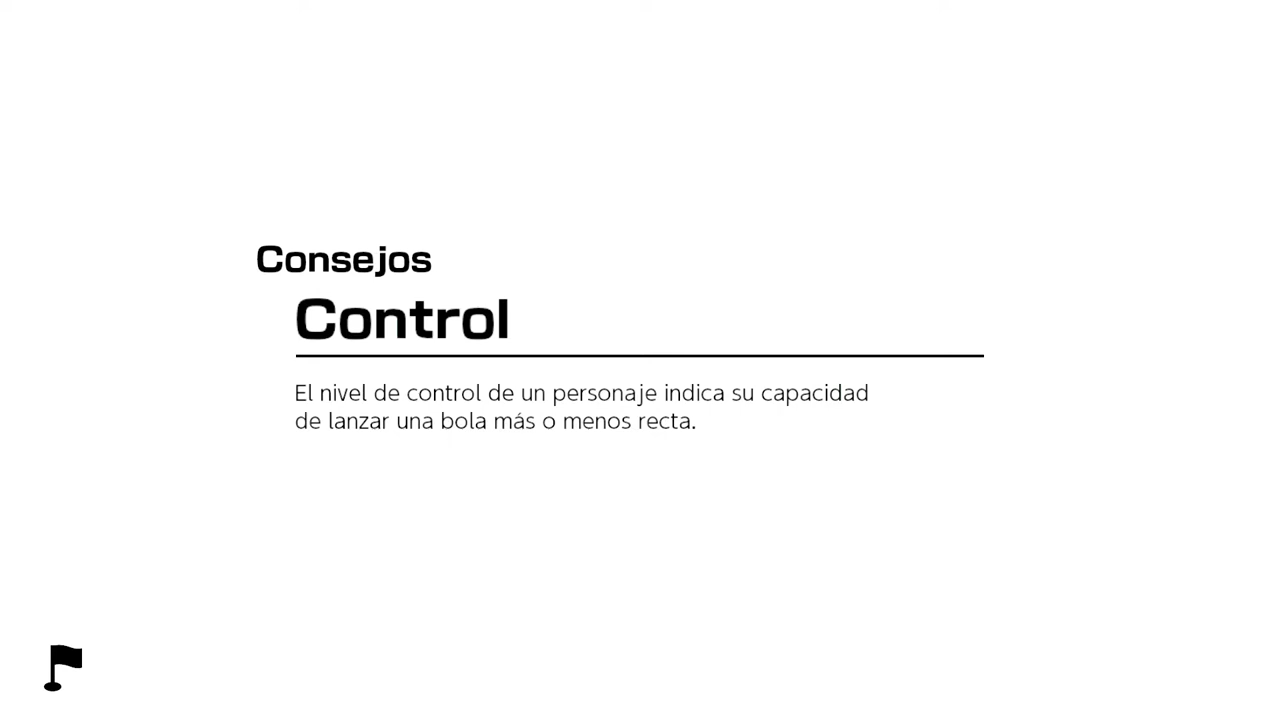 Consejos
Control
El nivel de control de un personaje indica su capacidad
de lanzar una bola más o menos recta.